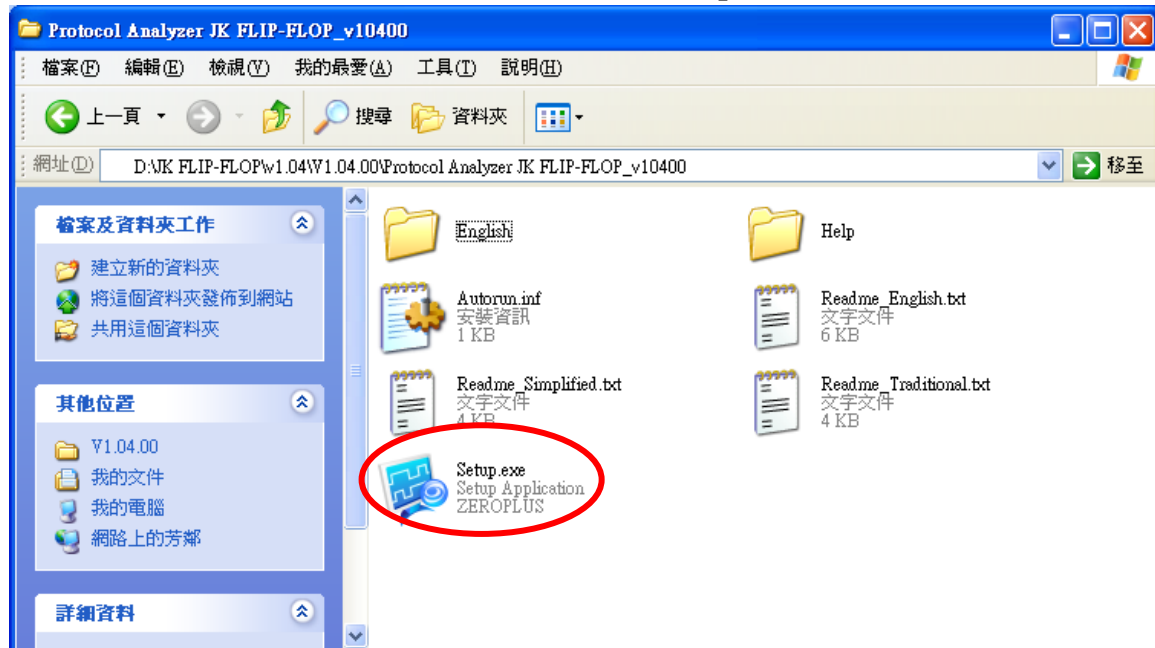 Protocol Analyzer JK FLIP-FLOP_v10400
檔案(F) 編輯(E) 檢視(V) 我的最愛(A) 工具(T) 說明(H)
上一頁 搜尋 資料夾
網址(D) D:\JK FLIP-FLOP\v1.04\V1.04.00\Protocol Analyzer JK FLIP-FLOP_v10400 移至
檔案及資料夾工作
建立新的資料夾
將這個資料夾發佈到網站
共用這個資料夾
其他位置
V1.04.00
我的文件
我的電腦
網路上的芳鄰
詳細資料
English
Help
Autorun.inf
安裝資訊
1 KB
Readme_English.txt
文字文件
6 KB
Readme_Simplified.txt
文字文件
4 KB
Readme_Traditional.txt
文字文件
4 KB
Setup.exe
Setup Application
ZEROPLUS